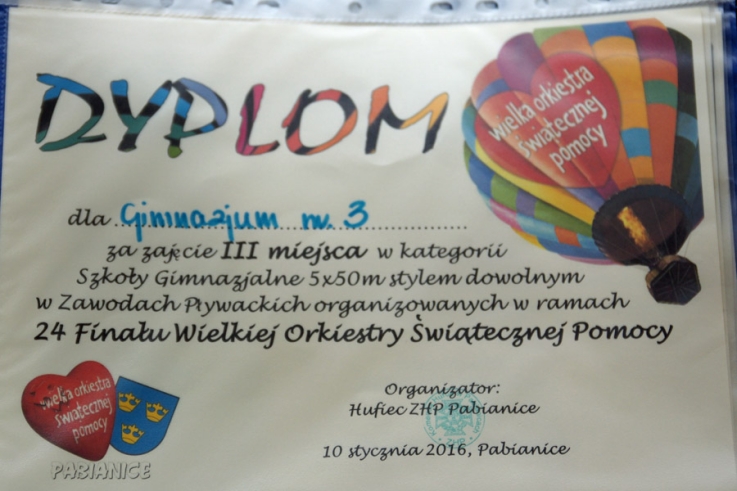 DYPLOM
wielka orkiestra
świątecznej
pomocy
dla Gimnazjum nr 3
za zajęcie III miejsca w kategorii
Szkoły Gimnazjalne 5x50m stylem dowolnym
w Zawodach Pływackich organizowanych w ramach
24 Finału Wielkiej Orkiestry Świątecznej Pomocy
wielka orkiestra
świątecznej
pomocy
PABIANICE
Organizator:
Hufiec ZHP Pabianice
10 stycznia 2016, Pabianice